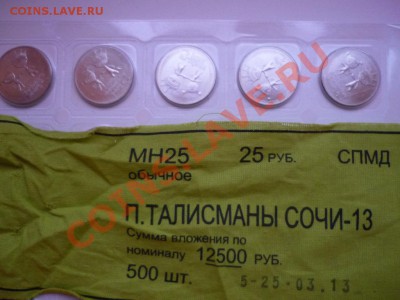 COINS.LAVE.RU
COINS.LAVE.RU
МН25 25 РУБ. СПМД
обычное
П.ТАЛИСМАНЫ СОЧИ-13
Сумма вложения по
номиналу 12500 РУБ.
500 шт. 5-25-03.13
COINS.LAVE.RU